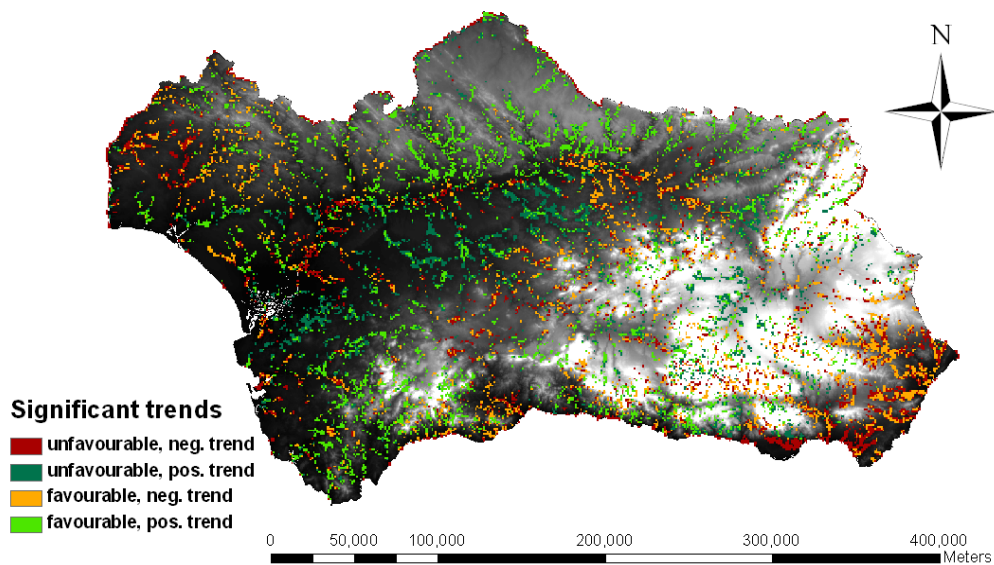 N
Significant trends
unfavourable, neg. trend
unfavourable, pos. trend
favourable, neg. trend
favourable, pos. trend
0 50,000 100,000 200,000 300,000 400,000
Meters